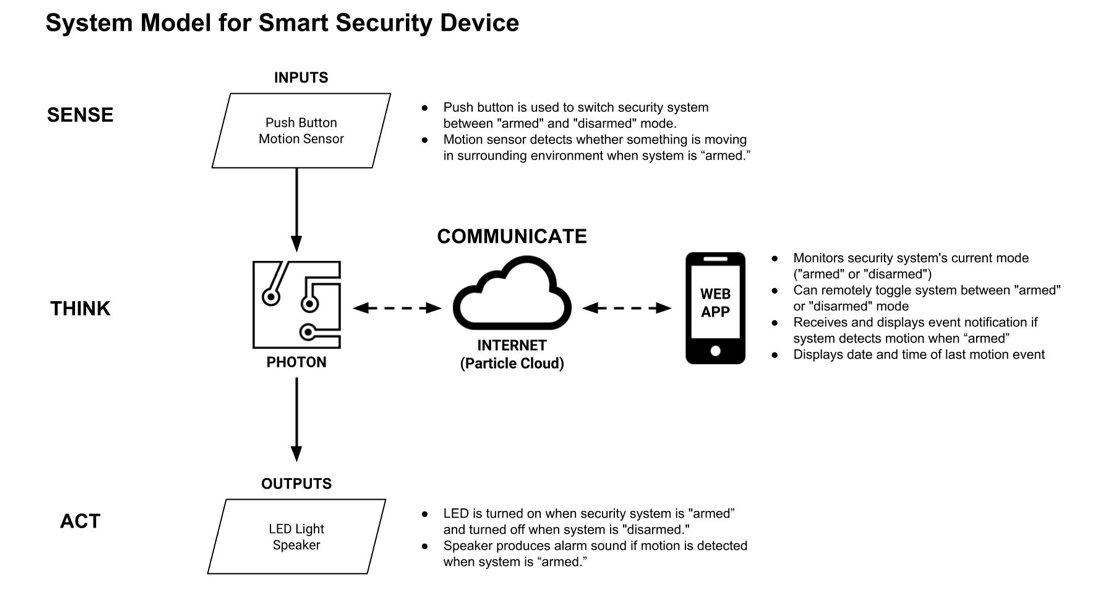 System Model for Smart Security Device
INPUTS
SENSE
Push Button
Motion Sensor
● Push button is used to switch security system
between "armed" and "disarmed" mode.
● Motion sensor detects whether something is moving
in surrounding environment when system is “armed.”
COMMUNICATE
THINK
PHOTON
INTERNET
(Particle Cloud)
WEB
APP
● Monitors security system's current mode
("armed" or "disarmed")
● Can remotely toggle system between "armed"
or "disarmed" mode
● Receives and displays event notification if
system detects motion when “armed”
● Displays date and time of last motion event
OUTPUTS
ACT
LED Light
Speaker
● LED is turned on when security system is "armed”
and turned off when system is "disarmed."
● Speaker produces alarm sound if motion is detected
when system is “armed.”